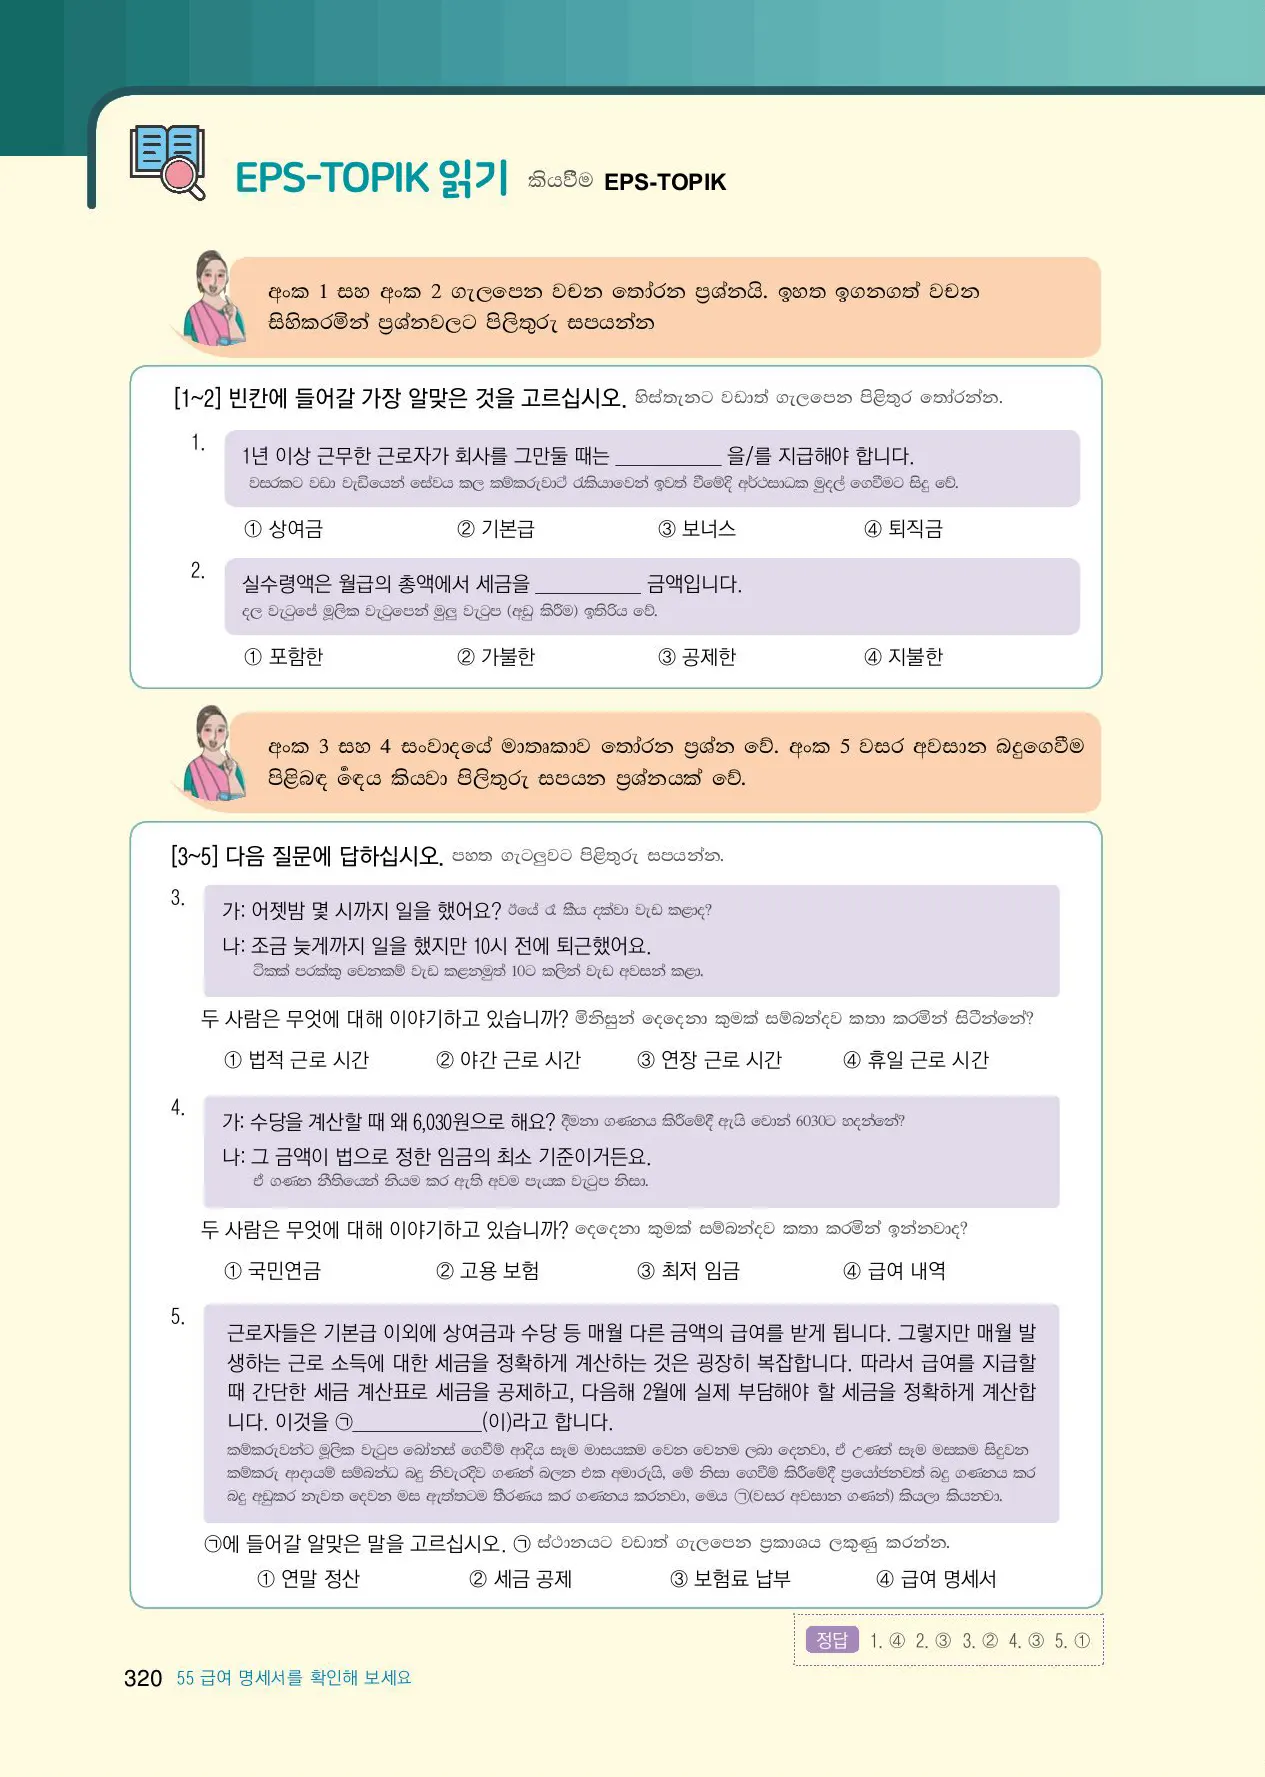 EPS-TOPIK 읽기 කියවීම EPS-TOPIK
අංක 1 සහ අංක 2 ගැලපෙන වචන තෝරන ප්‍රශ්නයි. ඉහත ඉගනගත් වචන
සිහිකරමින් ප්‍රශ්නවලට පිලිතුරු සපයන්න
[1~2] 빈칸에 들어갈 가장 알맞은 것을 고르십시오. හිස්තැනට වඩාත් ගැලපෙන පිළිතුර තෝරන්න.
1.
1년 이상 근무한 근로자가 회사를 그만둘 때는 __________ 을/를 지급해야 합니다.
වසරකට වඩා වැඩියෙන් සේවය කල කම්කරුවාට රැකියාවෙන් ඉවත් වීමේදි අර්ථසාධක මුදල් ගෙවීමට සිදු වේ.
① 상여금 ② 기본급 ③ 보너스 ④ 퇴직금
2.
실수령액은 월급의 총액에서 세금을 __________ 금액입니다.
දල වැටුපේ මූලික වැටුපෙන් මුලු වැටුප (අඩු කිරීම) ඉතිරිය වේ.
① 포함한 ② 가불한 ③ 공제한 ④ 지불한
අංක 3 සහ 4 සංවාදයේ මාතෘකාව තෝරන ප්‍රශ්න වේ. අංක 5 වසර අවසාන බදුගෙවීම
පිළිබඳ ඡේදය කියවා පිලිතුරු සපයන ප්‍රශ්නයක් වේ.
[3~5] 다음 질문에 답하십시오. පහත ගැටලුවට පිළිතුරු සපයන්න.
3.
가: 어젯밤 몇 시까지 일을 했어요? ඊයේ රෑ කීය දක්වා වැඩ කළාද?
나: 조금 늦게까지 일을 했지만 10시 전에 퇴근했어요.
ටිකක් පරක්කු වෙනකම් වැඩ කළනමුත් 10ට කලින් වැඩ අවසන් කළා.
두 사람은 무엇에 대해 이야기하고 있습니까? මිනිසුන් දෙදෙනා කුමක් සම්බන්දව කතා කරමින් සිටින්නේ?
① 법적 근로 시간 ② 야간 근로 시간 ③ 연장 근로 시간 ④ 휴일 근로 시간
4.
가: 수당을 계산할 때 왜 6,030원으로 해요? දීමනා ගණනය කිරීමේදී ඇයි වොන් 6030ට හදන්නේ?
나: 그 금액이 법으로 정한 임금의 최소 기준이거든요.
ඒ ගණන නීතියෙන් නියම කර ඇති අවම පැයක වැටුප නිසා.
두 사람은 무엇에 대해 이야기하고 있습니까? දෙදෙනා කුමක් සම්බන්දව කතා කරමින් ඉන්නවාද?
① 국민연금 ② 고용 보험 ③ 최저 임금 ④ 급여 내역
5.
근로자들은 기본급 이외에 상여금과 수당 등 매월 다른 금액의 급여를 받게 됩니다. 그렇지만 매월 발
생하는 근로 소득에 대한 세금을 정확하게 계산하는 것은 굉장히 복잡합니다. 따라서 급여를 지급할
때 간단한 세금 계산표로 세금을 공제하고, 다음해 2월에 실제 부담해야 할 세금을 정확하게 계산합
니다. 이것을 ㉠____________(이)라고 합니다.
කම්කරුවන්ට මූලික වැටුප බෝනස් ගෙවීම් ආදිය සෑම මාසයකම වෙන වෙනම ලබා දෙනවා, ඒ උණත් සෑම මසකම සිදුවන
කම්කරු ආදායම් සම්බන්ධ බදු නිවැරදිව ගණන් බලන එක අමාරුයි, මේ නිසා ගෙවීම් කිරීමේදී ප්‍රයෝජනවත් බදු ගණනය කර
බදු අඩුකර නැවත දෙවන මස ඇත්තටම තීරණය කර ගණනය කරනවා, මෙය ㉠(වසර අවසාන ගණන්) කියලා කියනවා.
㉠에 들어갈 알맞은 말을 고르십시오. ㉠ ස්ථානයට වඩාත් ගැලපෙන ප්‍රකාශය ලකුණු කරන්න.
① 연말 정산 ② 세금 공제 ③ 보험료 납부 ④ 급여 명세서
정답 1. ④ 2. ③ 3. ② 4. ③ 5. ①
320 55 급여 명세서를 확인해 보세요